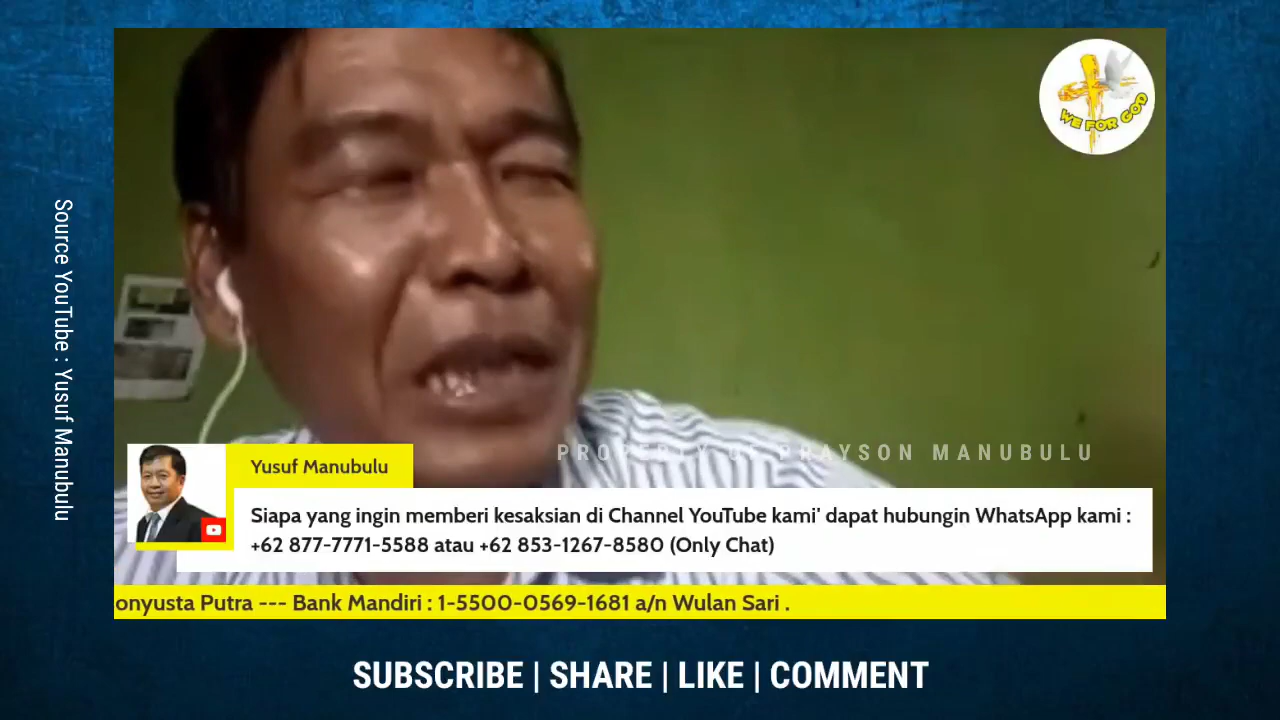 WE FOR GOD
Source YouTube : Yusuf Manubulu
PROPERTY OF PRAYSON MANUBULU
Yusuf Manubulu
Siapa yang ingin memberi kesaksian di Channel YouTube kami' dapat hubungin WhatsApp kami :
+62 877-7771-5588 atau +62 853-1267-8580 (Only Chat)
onyusta Putra --- Bank Mandiri : 1-5500-0569-1681 a/n Wulan Sari .
SUBSCRIBE | SHARE | LIKE | COMMENT